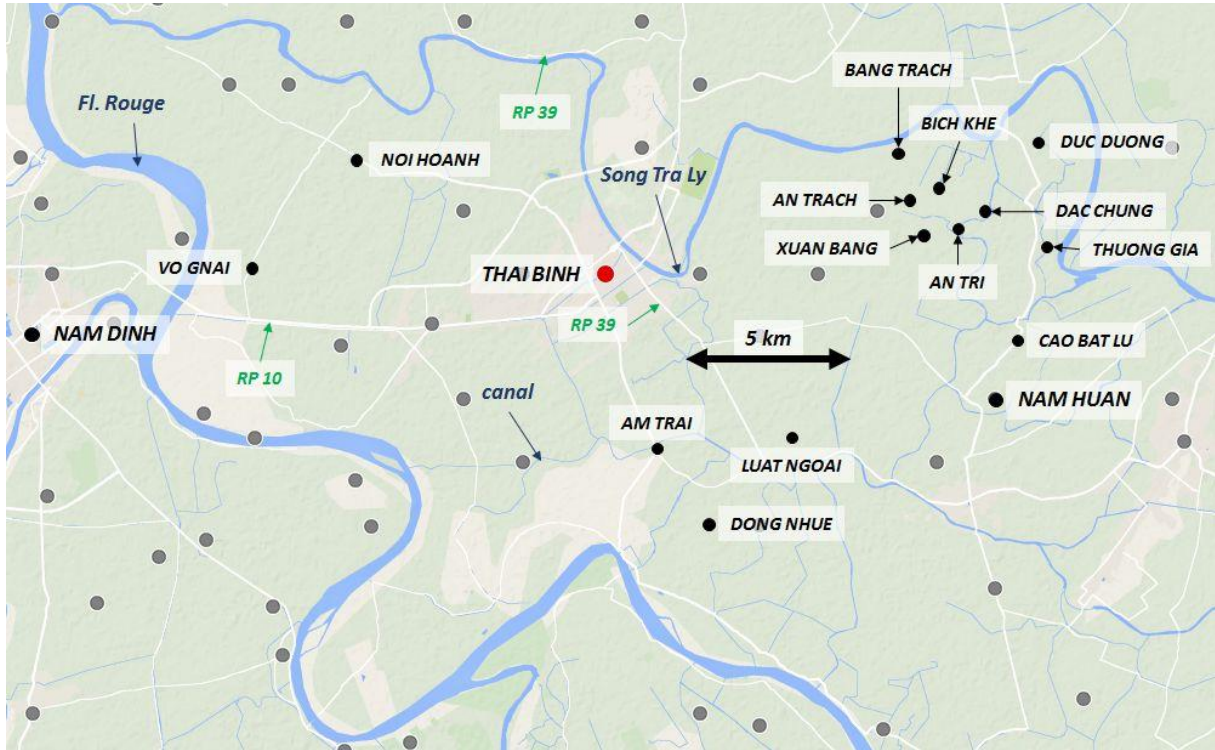 BANG TRACH
Fl. Rouge
RP 39
BICH KHE
DUC DUONG
NOI HOANH
Song Tra Ly
AN TRACH
DAC CHUNG
XUAN BANG
THUONG GIA
VO GNAI
THAI BINH
AN TRI
NAM DINH
RP 39
5 km
CAO BAT LU
RP 10
canal
NAM HUAN
AM TRAI
LUAT NGOAI
DONG NHUE